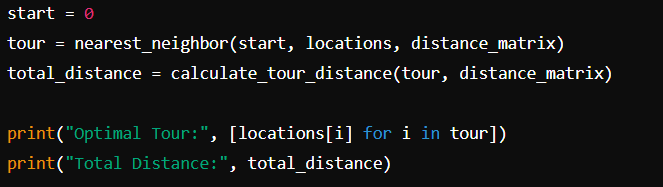 start = 0
tour = nearest_neighbor(start, locations, distance_matrix)
total_distance = calculate_tour_distance(tour, distance_matrix)
print("Optimal Tour:", [locations[i] for i in tour])
print("Total Distance:", total_distance)